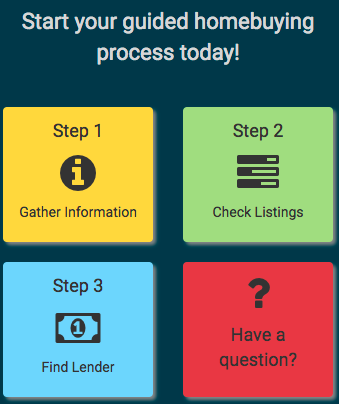 Start your guided homebuying
process today!
Step 1
Gather Information
Step 2
Check Listings
Step 3
1
Find Lender
?
Have a
question?